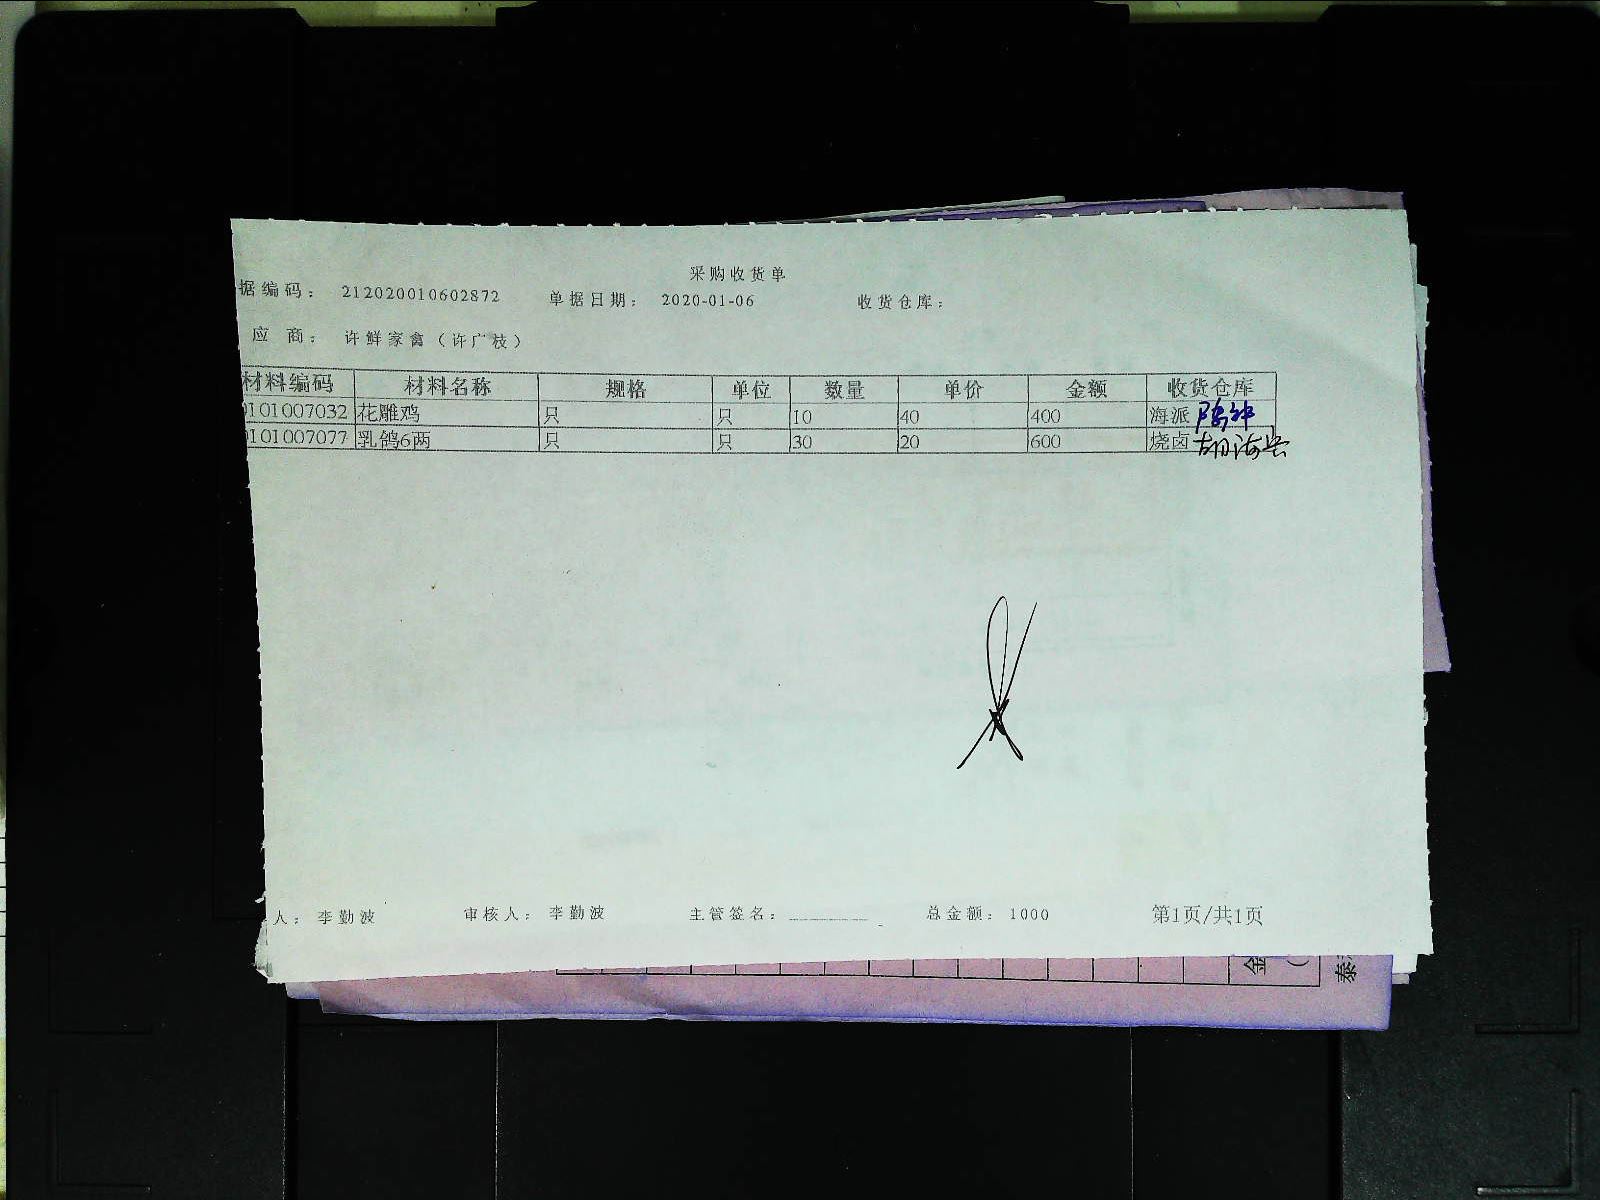 采购收货单
据编码： 212020010602872 单据日期： 2020-01-06 收货仓库：
应 商： 许鲜家禽（许广枝）
材料编码 材料名称 规格 单位 数量 单价 金额 收货仓库
0101007032 花雕鸡 只 只 10 40 400 海派
0101007077 乳鸽6两 只 只 30 20 600 烧卤 胡海兵
人： 李勤波 审核人： 李勤波 主管签名： 总金额： 1000 第1页/共1页
金
泰